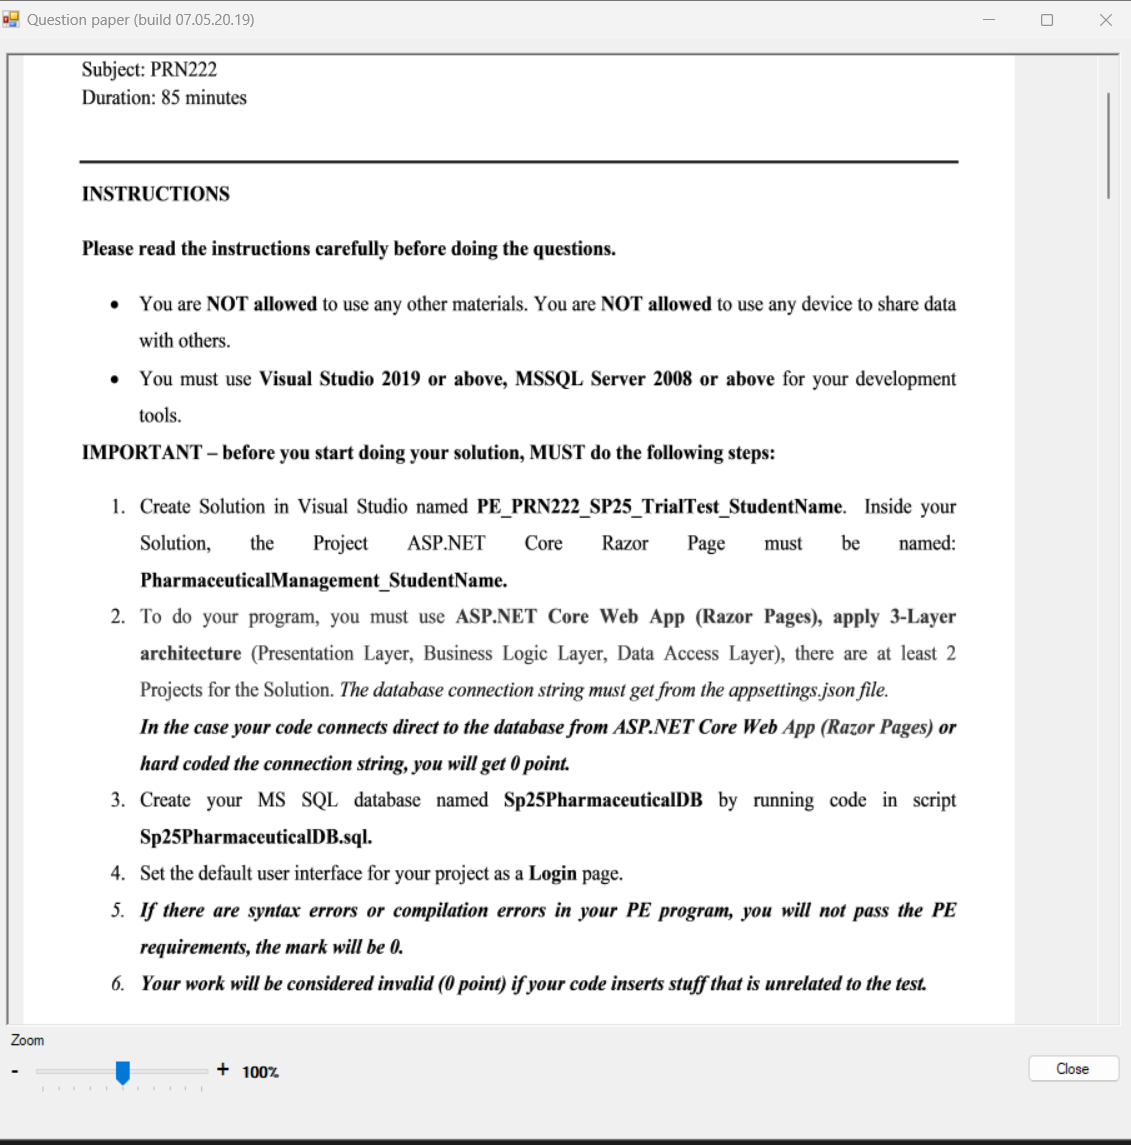 Question paper (build 07.05.20.19)
Subject: PRN222
Duration: 85 minutes
INSTRUCTIONS
Please read the instructions carefully before doing the questions.
• You are NOT allowed to use any other materials. You are NOT allowed to use any device to share data
with others.
• You must use Visual Studio 2019 or above, MSSQL Server 2008 or above for your development
tools.
IMPORTANT – before you start doing your solution, MUST do the following steps:
1. Create Solution in Visual Studio named PE_PRN222_SP25_TrialTest_StudentName. Inside your
Solution, the Project ASP.NET Core Razor Page must be named:
PharmaceuticalManagement_StudentName.
2. To do your program, you must use ASP.NET Core Web App (Razor Pages), apply 3-Layer
architecture (Presentation Layer, Business Logic Layer, Data Access Layer), there are at least 2
Projects for the Solution. The database connection string must get from the appsettings.json file.
In the case your code connects direct to the database from ASP.NET Core Web App (Razor Pages) or
hard coded the connection string, you will get 0 point.
3. Create your MS SQL database named Sp25PharmaceuticalDB by running code in script
Sp25PharmaceuticalDB.sql.
4. Set the default user interface for your project as a Login page.
5. If there are syntax errors or compilation errors in your PE program, you will not pass the PE
requirements, the mark will be 0.
6. Your work will be considered invalid (0 point) if your code inserts stuff that is unrelated to the test.
Zoom
- + 100%
Close